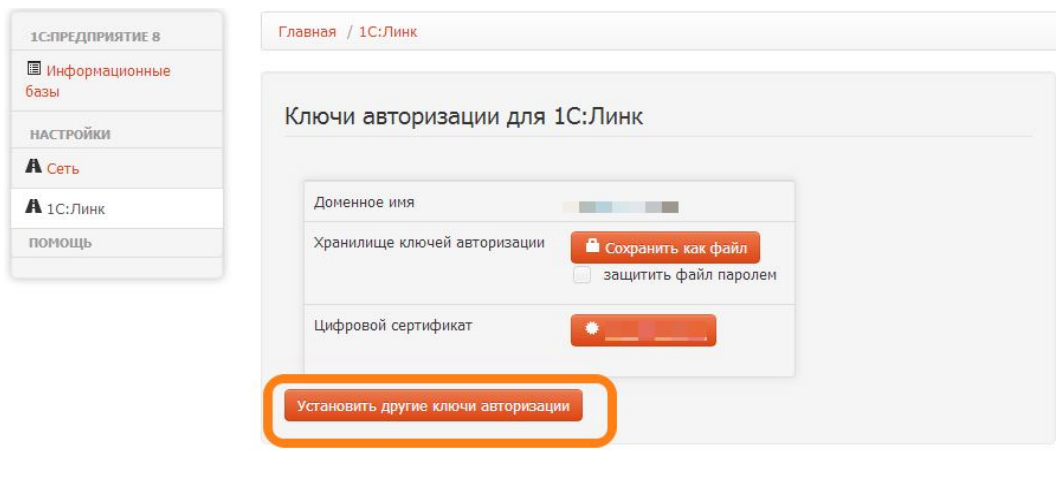 1С:ПРЕДПРИЯТИЕ 8
Информационные
базы
НАСТРОЙКИ
Сеть
1С:Линк
ПОМОЩЬ
Главная / 1С:Линк
Ключи авторизации для 1С:Линк
Доменное имя
Хранилище ключей авторизации
Сохранить как файл
защитить файл паролем
Цифровой сертификат
Установить другие ключи авторизации